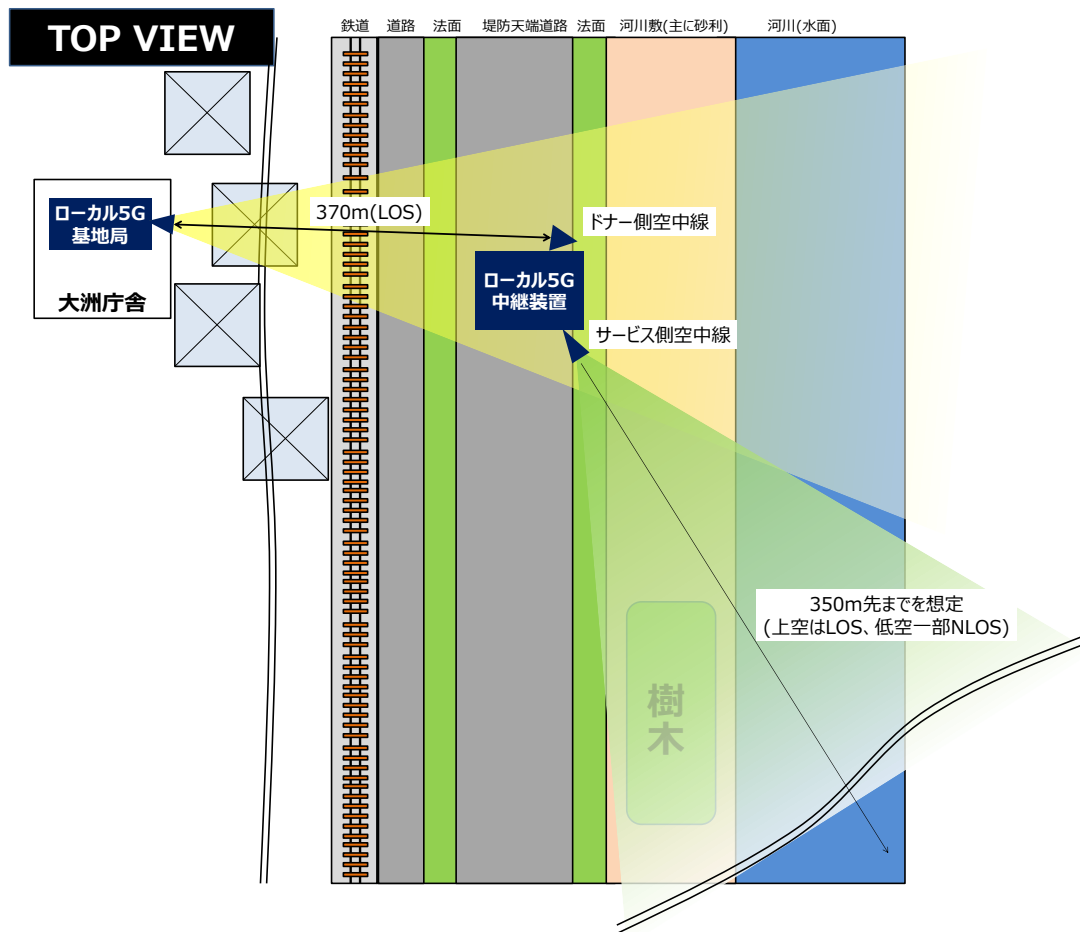 TOP VIEW
鉄道
道路
法面
堤防天端道路
法面
河川敷(主に砂利)
河川(水面)
ローカル5G
基地局
大洲庁舎
370m(LOS)
ドナー側空中線
ローカル5G
中継装置
サービス側空中線
350m先までを想定
(上空はLOS、低空一部NLOS)
樹
木